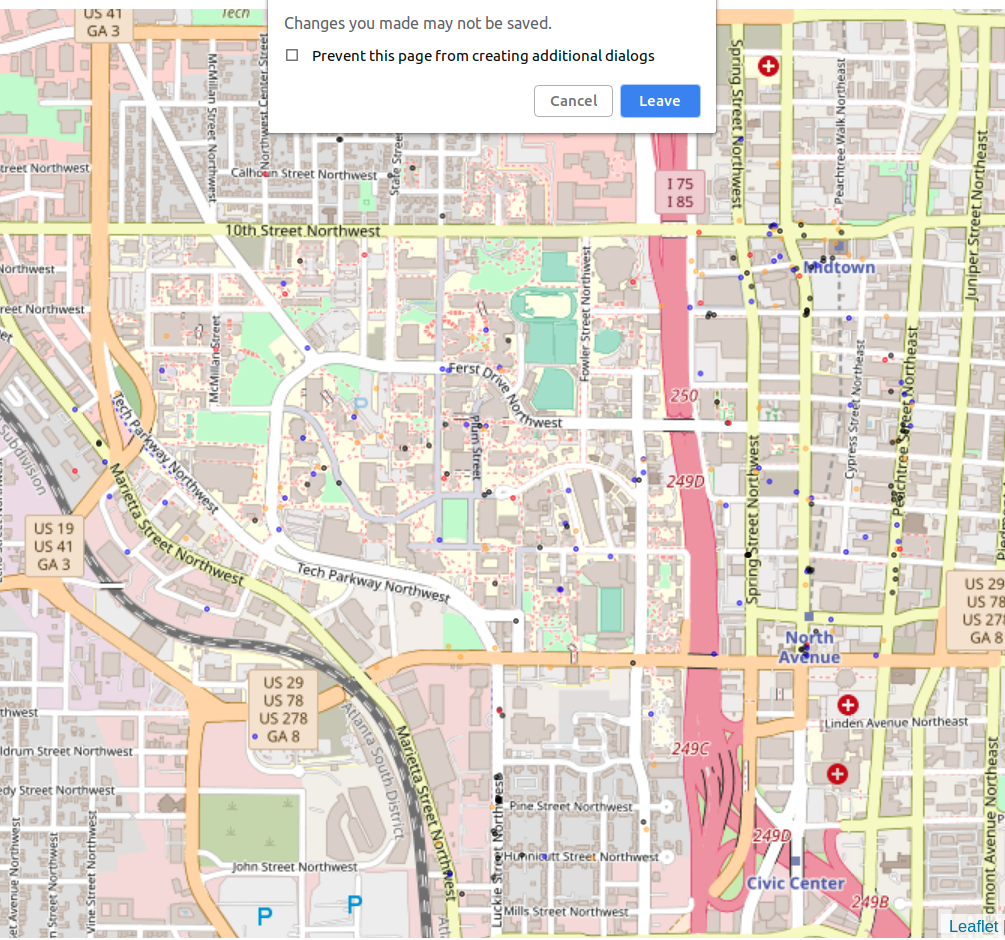 US 41
GA 3
Tech
Changes you made may not be saved.
Prevent this page from creating additional dialogs
Cancel
Leave
McMillan Street Northwest
Northwest Center Street
State Street
Spring Street Northwest
Peachtree Walk Northeast
Juniper Street Northeast
treet Northwest
Calhoun Street Northwest
I 75
I 85
10th Street Northwest
Northwest
Midtown
reet Northwest
McMillan Street
Fowler Street Northwest
Ferst Drive Northwest
Plum Street
250
Cypress Street Northeast
Peachtree Street Northeast
Tech Parkway Northwest
Subdivision
Marietta Street Northwest
249D
Spring Street Northwest
US 19
US 41
GA 3
Tech Parkway Northwest
US 29
US 78
US 278
GA 8
North
Avenue
US 29
US 78
US 278
GA 8
Atlanta South District
Marietta Street Northwest
Linden Avenue Northeast
249C
ldrum Street Northwest
edy Street Northwest
Vine Street Northwest
Luckie Street Northwest
Pine Street Northwest
249D
Hunnicutt Street Northwest
John Street Northwest
Civic Center
249B
Mills Street Northwest
P
P
Leaflet